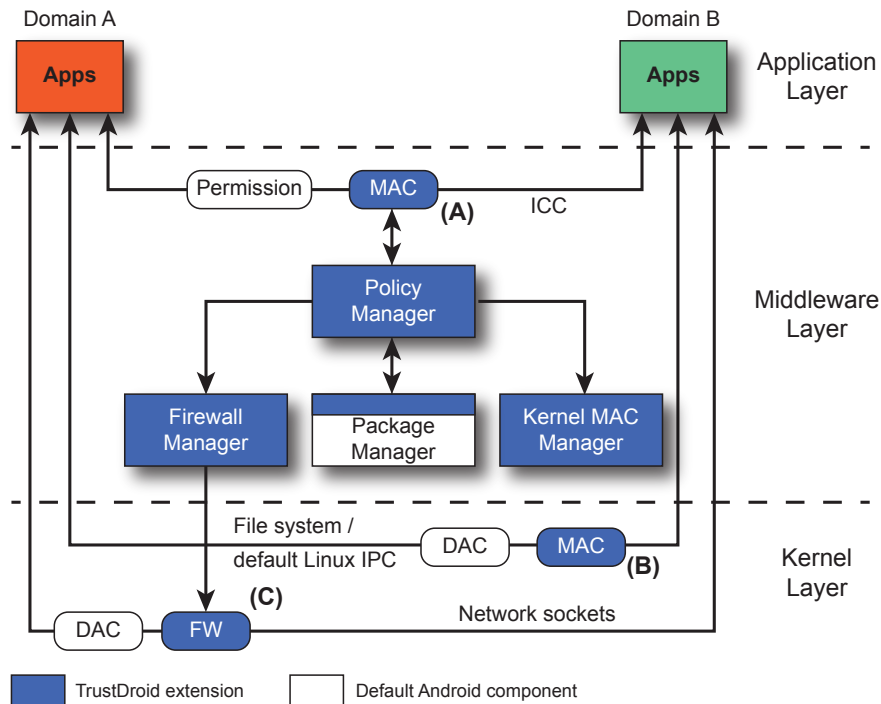 Domain A
Domain B
Apps
Apps
Application
Layer
Permission
MAC
(A)
ICC
Policy
Manager
Middleware
Layer
Firewall
Manager
Package
Manager
Kernel MAC
Manager
File system /
default Linux IPC
DAC
MAC
(B)
Kernel
Layer
(C)
DAC
FW
Network sockets
TrustDroid extension
Default Android component